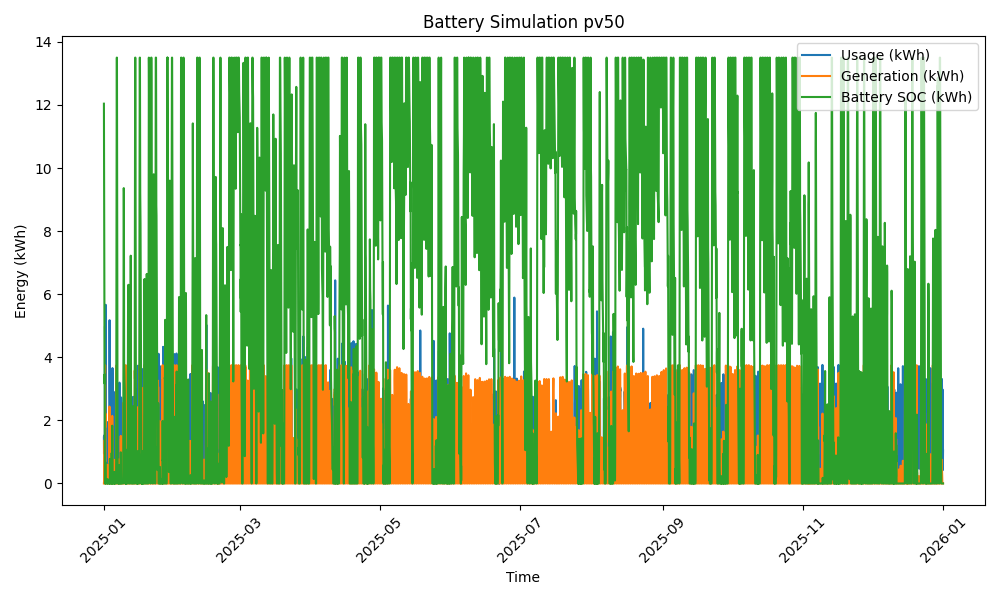 Battery Simulation pv50
Usage (kWh)
Generation (kWh)
Battery SOC (kWh)
Energy (kWh)
14
12
10
8
6
4
2
0
2025-01
2025-03
2025-05
2025-07
2025-09
2025-11
2026-01
Time